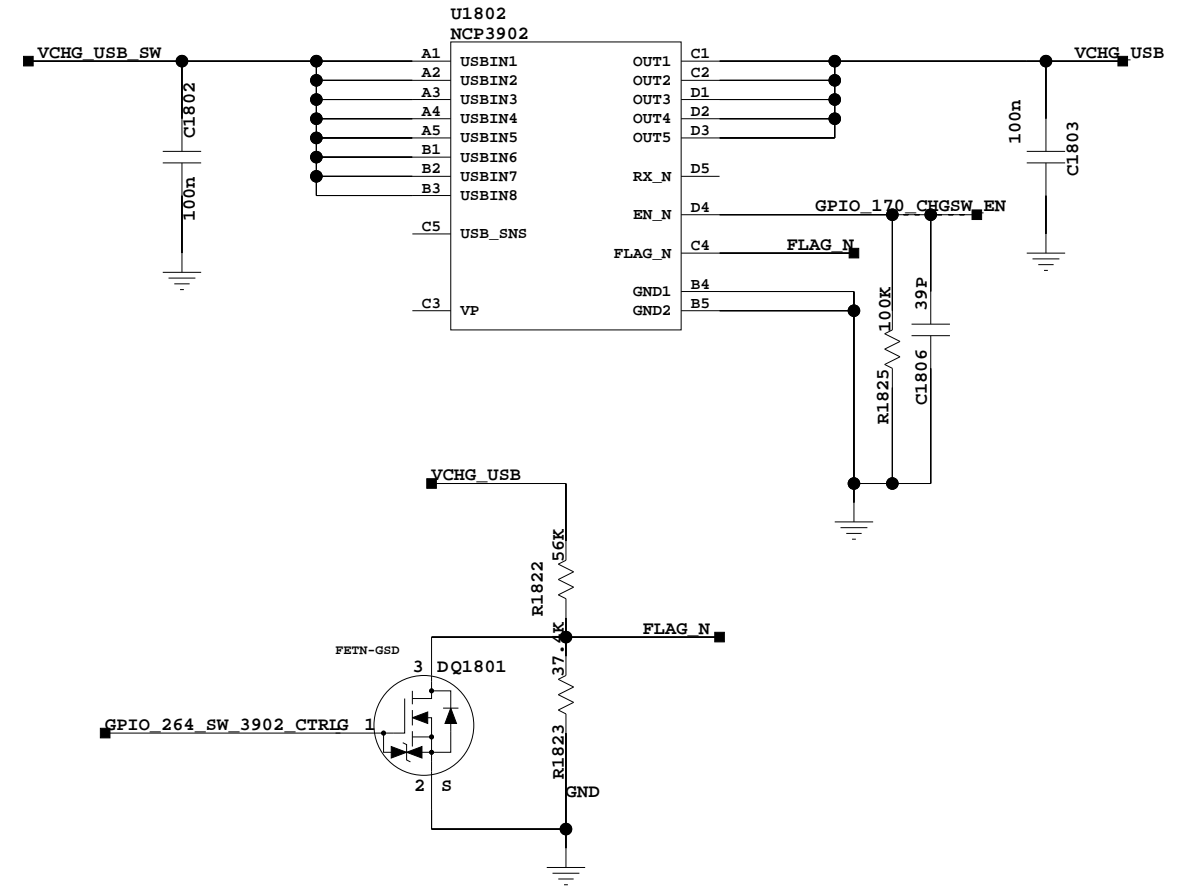 U1802
NCP3902
VCHG_USB_SW
VCHG_USB
A1 USBIN1 OUT1 C1
A2 USBIN2 OUT2 C2
A3 USBIN3 OUT3 D1
A4 USBIN4 OUT4 D2
A5 USBIN5 OUT5 D3
B1 USBIN6
B2 USBIN7 RX_N D5
B3 USBIN8
EN_N D4
C5 USB_SNS
FLAG_N C4
GND1 B4
C3 VP GND2 B5
C1802
100n
100n
C1803
GPIO_170_CHGSW_EN
FLAG_N
100K
R1825
39P
C1806
VCHG_USB
56K
R1822
FLAG_N
37.4K
R1823
FETN-GSD
3 DQ1801
GPIO_264_SW_3902_CTRL G 1
2 S
GND